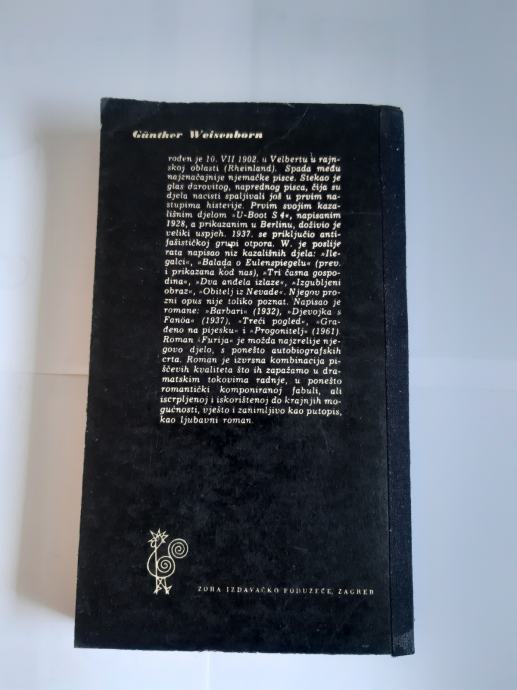 Günther Weisenborn
rođen je 10. VII 1902. u Velbertu u rajn-
skoj oblasti (Rheinland). Spada među
najznačajnije njemačke pisce. Stekao je
glas darovitog, naprednog pisca, čija su
djela nacisti spaljivali još u prvim na-
stupima histerije. Prvim svojim kaza-
lišnim djelom »U-Boot S 4«, napisanim
1928, a prikazanim u Berlinu, doživio je
veliki uspjeh. 1937. se priključio anti-
fašističkoj grupi otpora. W. je poslije
rata napisao niz kazališnih djela: »Ile-
galci«, »Balada o Eulenspiegelu« (prev.
i prikazana kod nas), »Tri časna gospo-
dina«, »Dva anđela izlaze«, »Izgubljeni
obraz«, »Obitelj iz Nevade«. Njegov pro-
zni opus nije toliko poznat. Napisao je
romane: »Barbari« (1932), »Djevojka s
Fanöa« (1937), »Treći pogled«, »Gra-
đeno na pijesku« i »Progonitelj« (1961).
Roman »Furija« je možda najzrelije nje-
govo djelo, s ponešto autobiografskih
crta. Roman je izvrsna kombinacija pi-
ščevih kvaliteta što ih zapažamo u dra-
matskim tokovima radnje, u ponešto
romantički komponiranoj fabuli, ali
iscrpljenoj i iskorištenoj do krajnjih mo-
gućnosti, vješto i zanimljivo kao putopis,
kao ljubavni roman.
ZORA IZDAVAČKO PODUZEĆE, ZAGREB